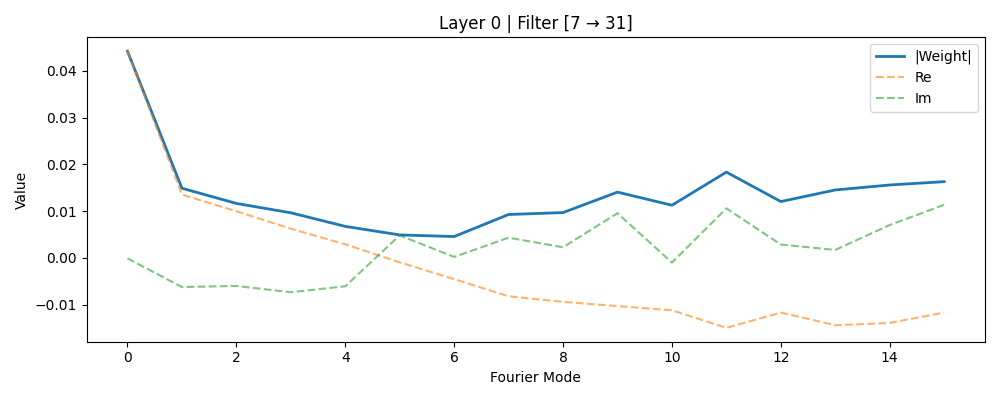 Layer 0 | Filter [7 → 31]
|Weight|
Re
Im
Value
0.04
0.03
0.02
0.01
0.00
−0.01
0 2 4 6 8 10 12 14
Fourier Mode